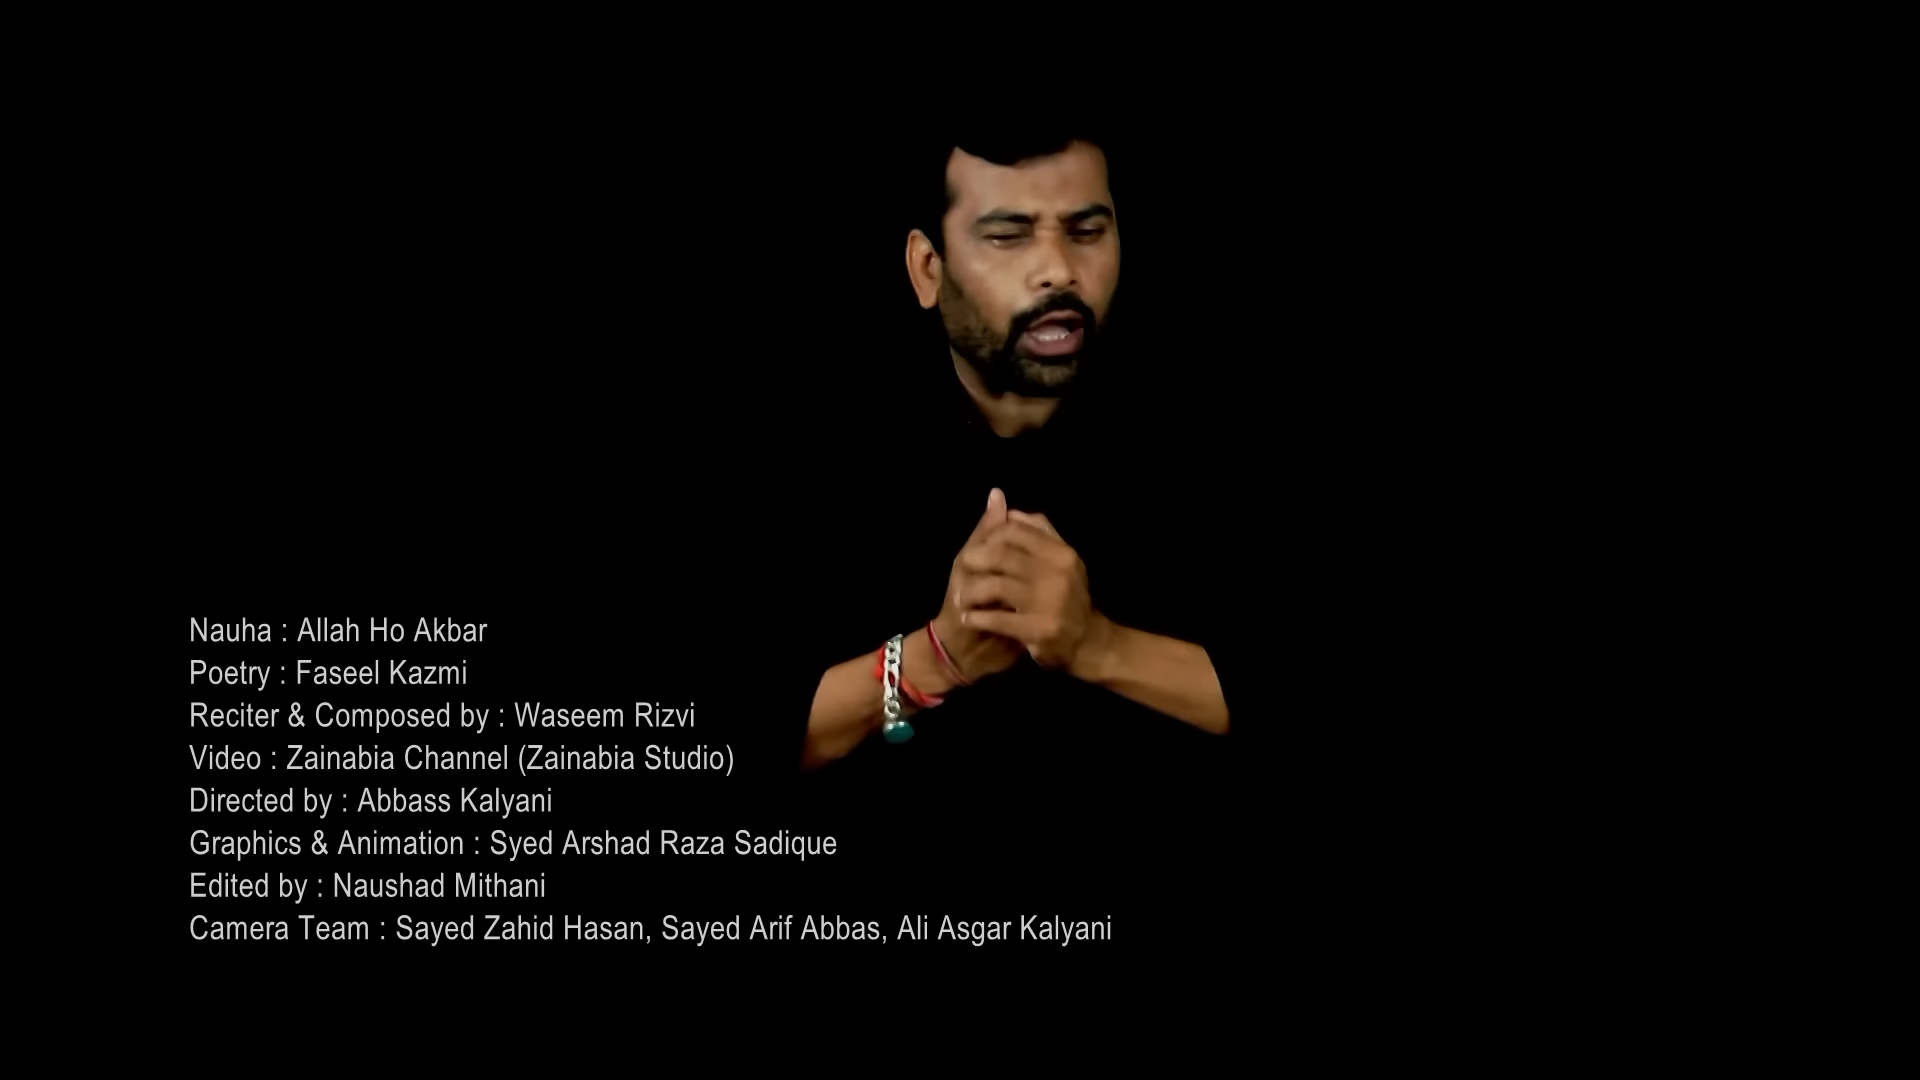 Nauha : Allah Ho Akbar
Poetry : Faseel Kazmi
Reciter & Composed by : Waseem Rizvi
Video : Zainabia Channel (Zainabia Studio)
Directed by : Abbass Kalyani
Graphics & Animation : Syed Arshad Raza Sadique
Edited by : Naushad Mithani
Camera Team : Sayed Zahid Hasan, Sayed Arif Abbas, Ali Asgar Kalyani